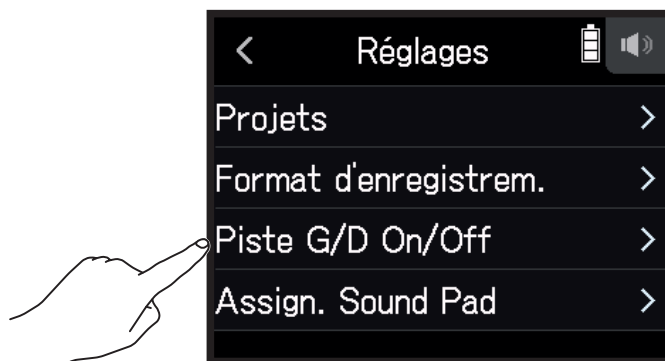 Réglages
Projets
Format d'enregistrem.
Piste G/D On/Off
Assign. Sound Pad